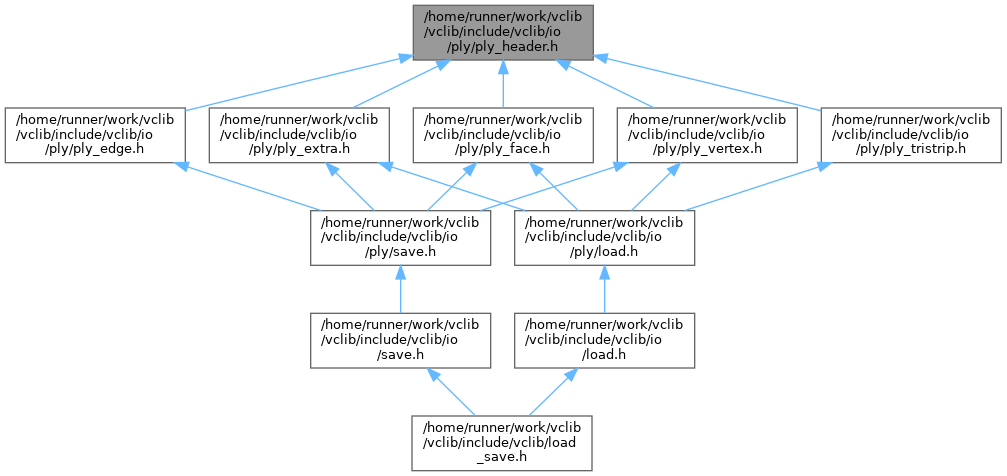 /home/runner/work/vclib
/vclib/include/vclib/io
/ply/ply_header.h
/home/runner/work/vclib
/vclib/include/vclib/io
/ply/ply_edge.h
/home/runner/work/vclib
/vclib/include/vclib/io
/ply/ply_extra.h
/home/runner/work/vclib
/vclib/include/vclib/io
/ply/ply_face.h
/home/runner/work/vclib
/vclib/include/vclib/io
/ply/ply_vertex.h
/home/runner/work/vclib
/vclib/include/vclib/io
/ply/ply_tristrip.h
/home/runner/work/vclib
/vclib/include/vclib/io
/ply/save.h
/home/runner/work/vclib
/vclib/include/vclib/io
/ply/load.h
/home/runner/work/vclib
/vclib/include/vclib/io
/save.h
/home/runner/work/vclib
/vclib/include/vclib/io
/load.h
/home/runner/work/vclib
/vclib/include/vclib/load
_save.h